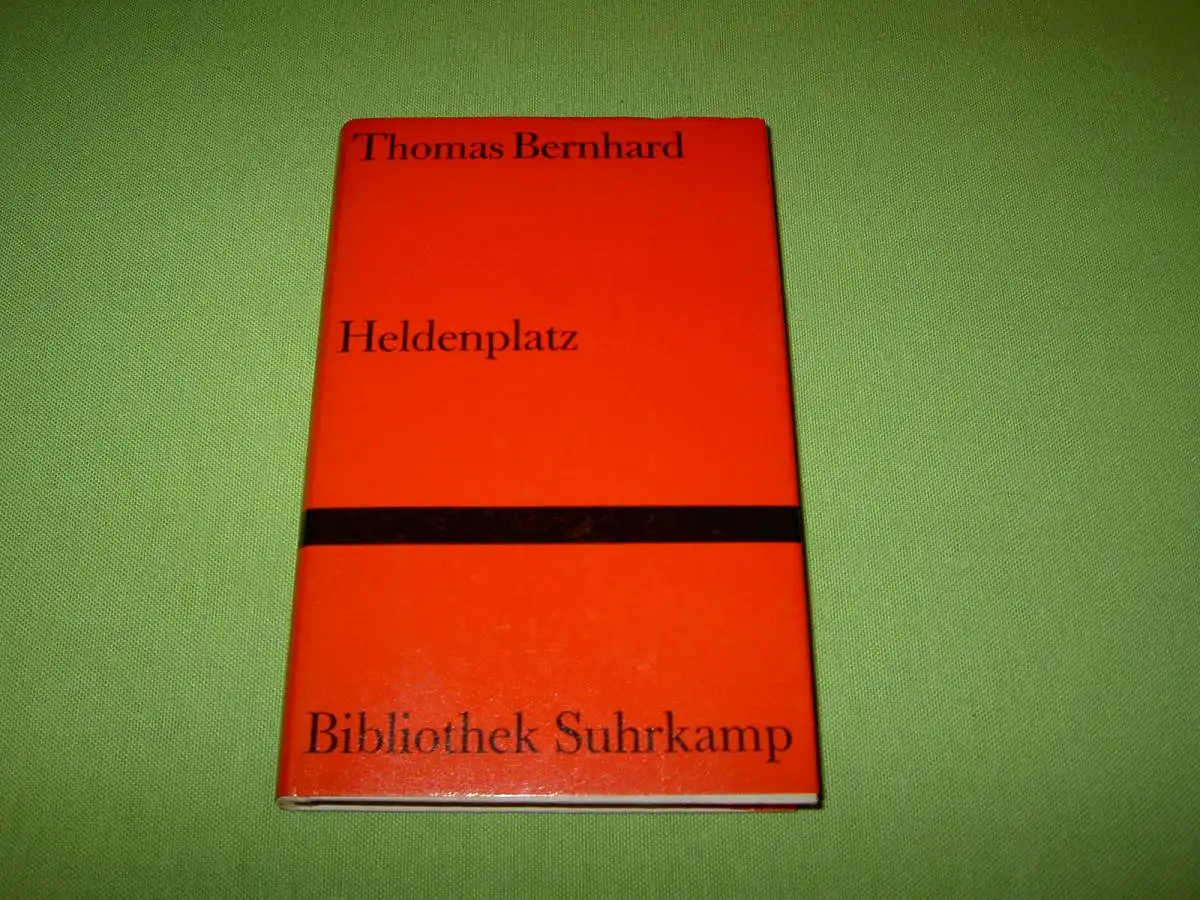 Thomas Bernhard
Heldenplatz
Bibliothek Suhrkamp